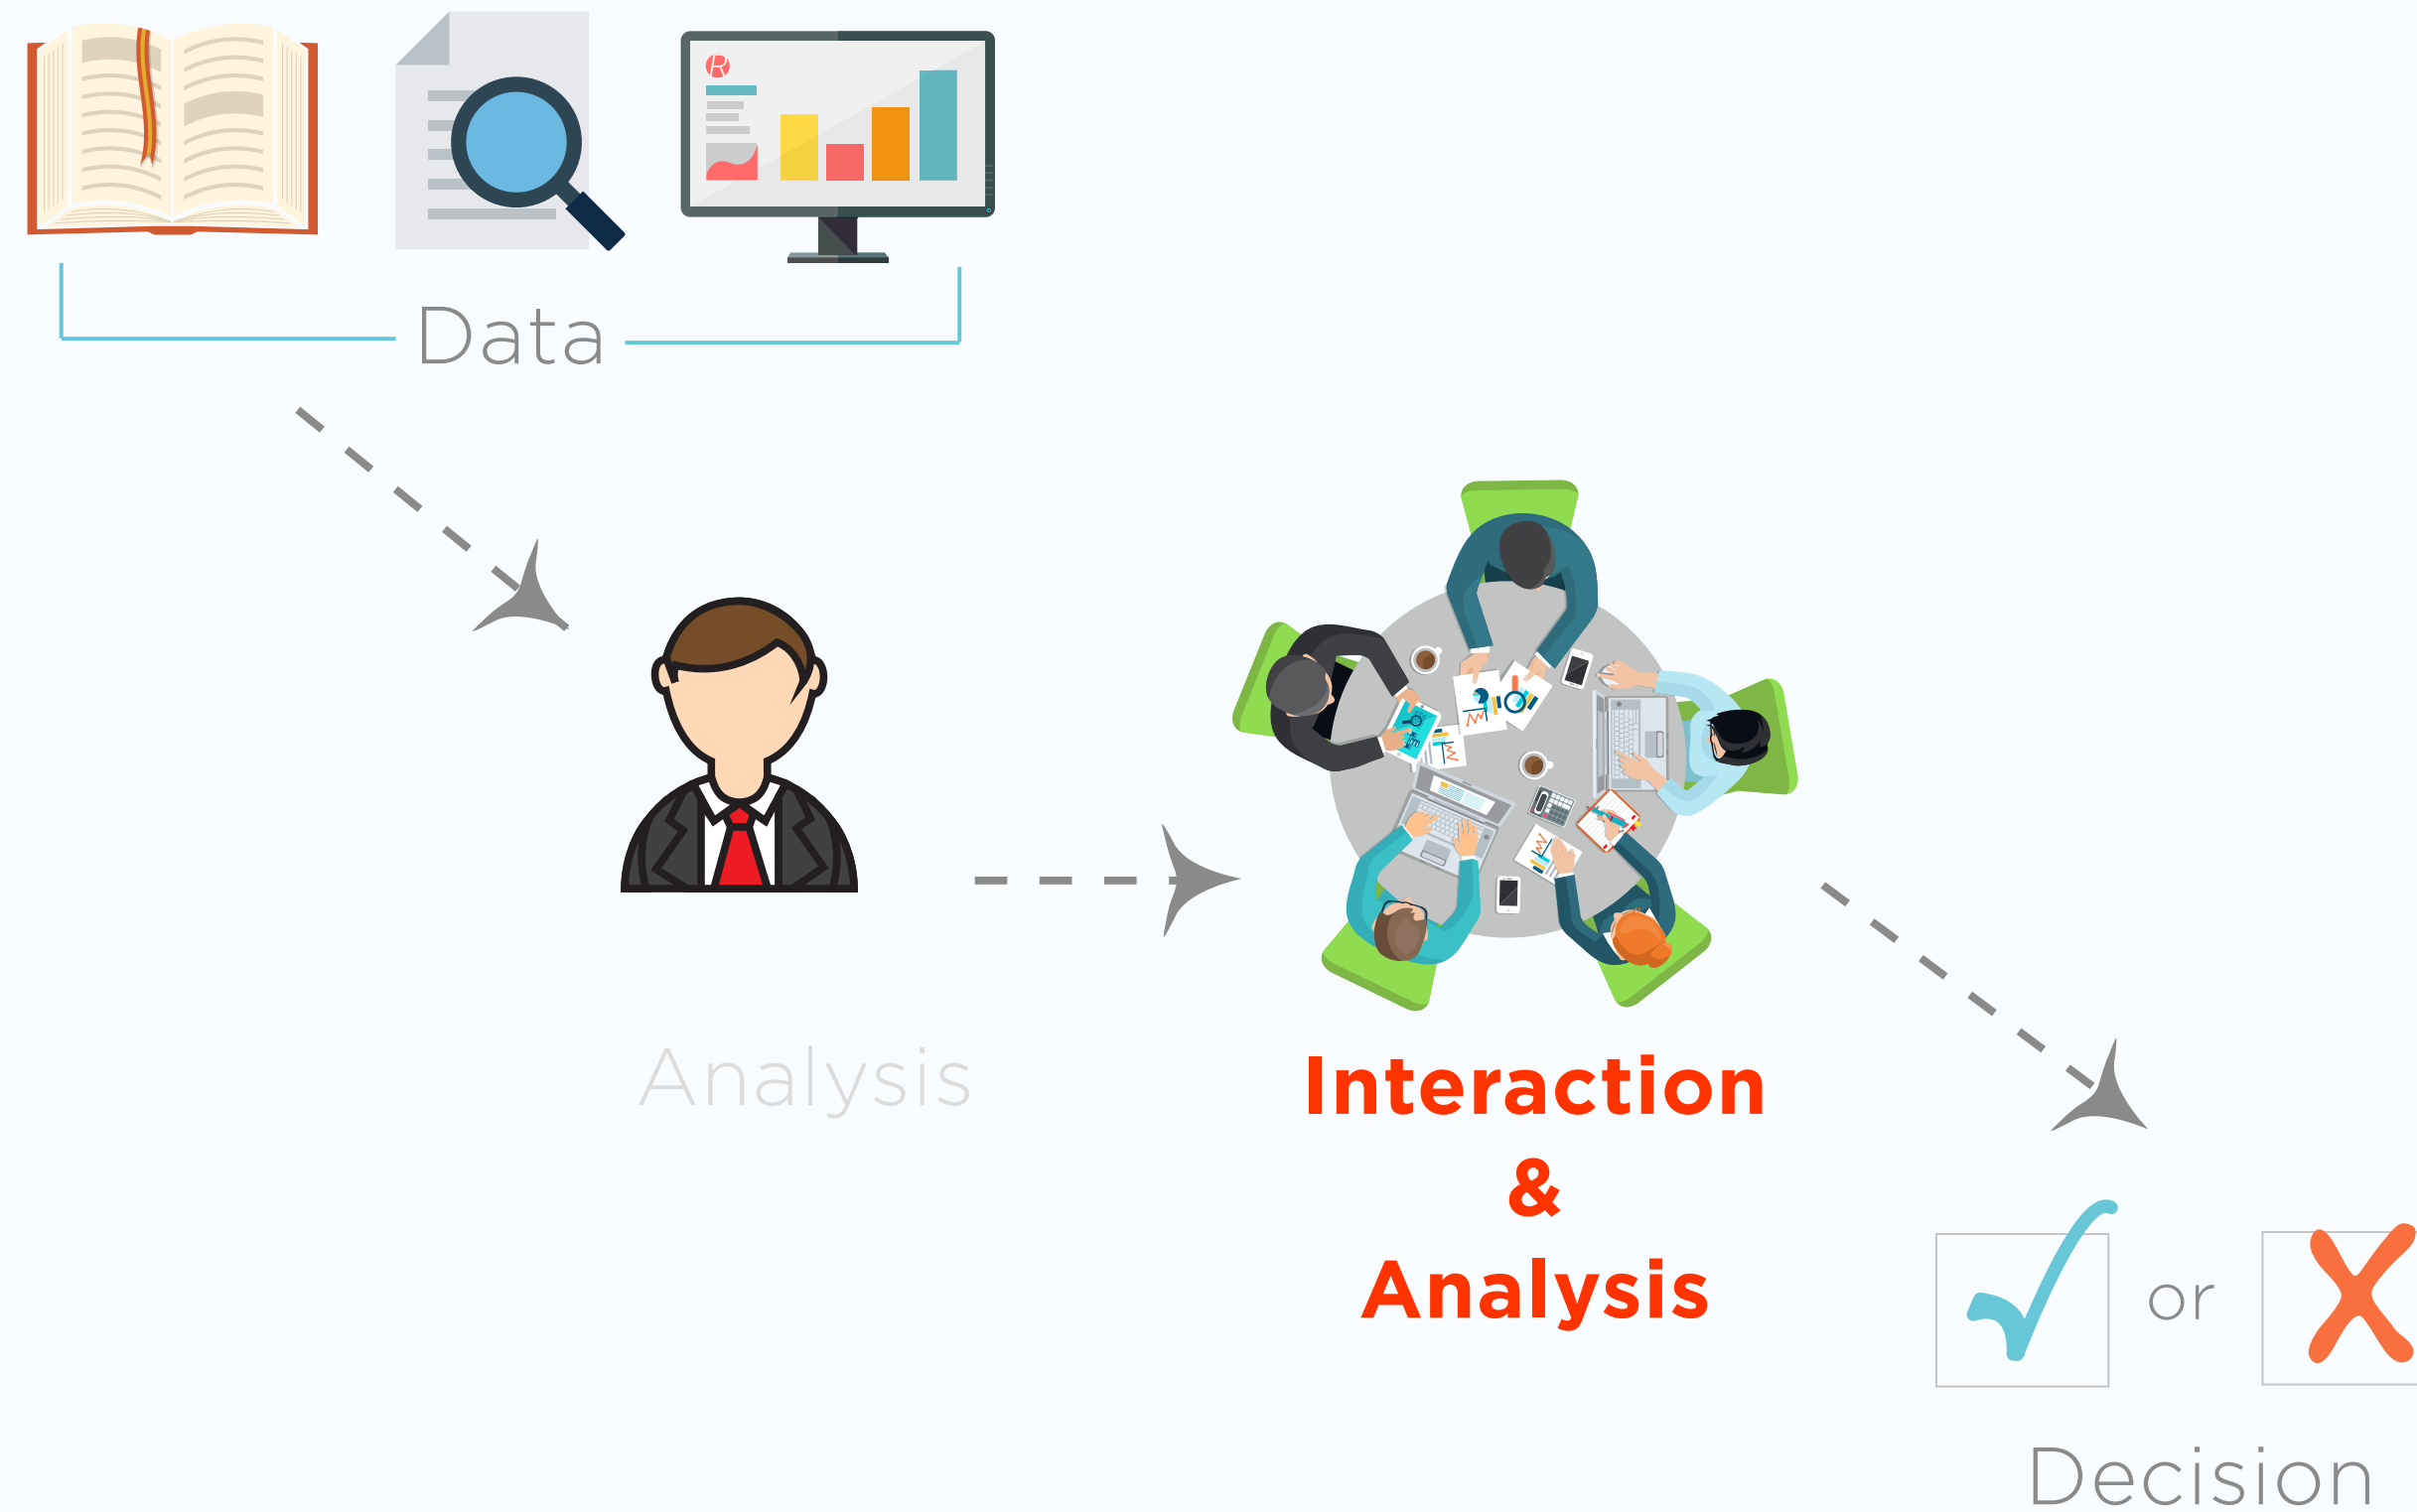 Data
Analysis
Interaction
&
Analysis
or
Decision